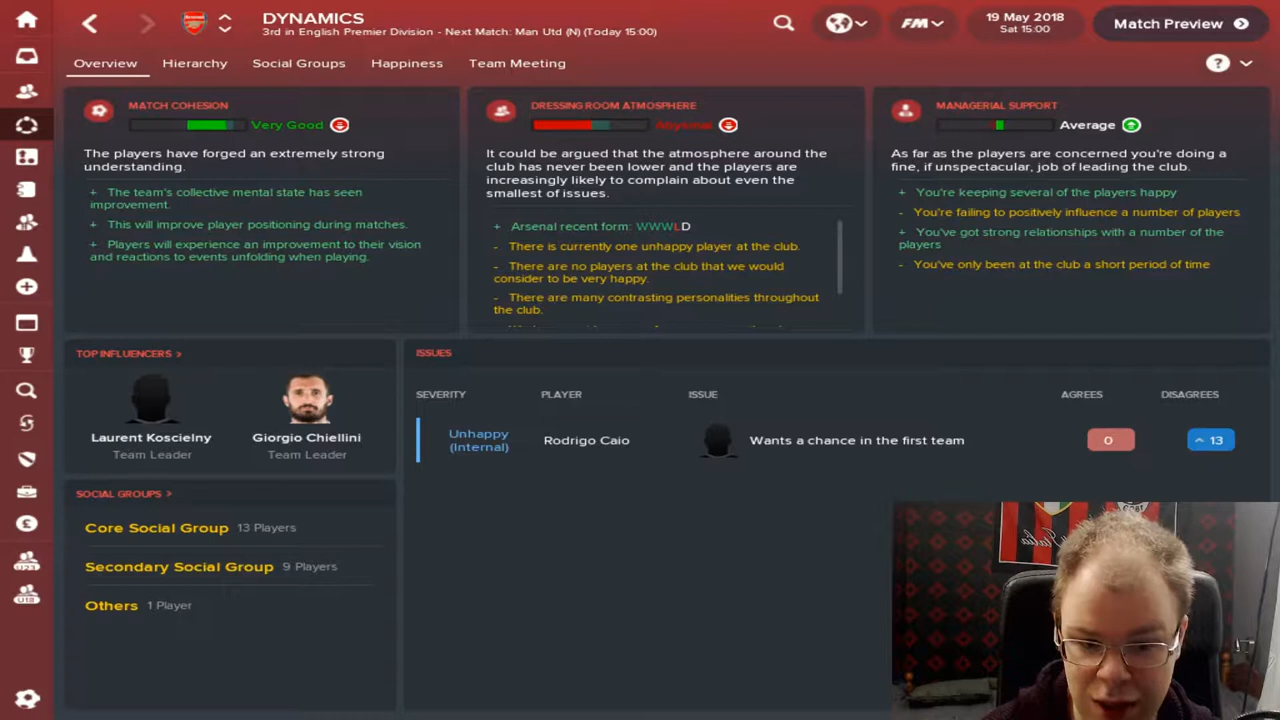 DYNAMICS
3rd in English Premier Division - Next Match: Man Utd (N) (Today 15:00)
FM
19 May 2018
Sat 15:00
Match Preview
Overview
Hierarchy
Social Groups
Happiness
Team Meeting
?
MATCH COHESION
Very Good
The players have forged an extremely strong
understanding.
+ The team's collective mental state has seen
improvement.
+ This will improve player positioning during matches.
+ Players will experience an improvement to their vision
and reactions to events unfolding when playing.
DRESSING ROOM ATMOSPHERE
Abysmal
It could be argued that the atmosphere around the
club has never been lower and the players are
increasingly likely to complain about even the
smallest of issues.
+ Arsenal recent form: WWWLD
- There is currently one unhappy player at the club.
- There are no players at the club that we would
consider to be very happy.
- There are many contrasting personalities throughout
the club.
MANAGERIAL SUPPORT
Average
As far as the players are concerned you're doing a
fine, if unspectacular, job of leading the club.
+ You're keeping several of the players happy
- You're failing to positively influence a number of players
+ You've got strong relationships with a number of the
players
- You've only been at the club a short period of time
TOP INFLUENCERS >
Laurent Koscielny
Team Leader
Giorgio Chiellini
Team Leader
SOCIAL GROUPS >
Core Social Group 13 Players
Secondary Social Group 9 Players
Others 1 Player
ISSUES
SEVERITY PLAYER ISSUE AGREES DISAGREES
Unhappy
(Internal)
Rodrigo Caio
Wants a chance in the first team
0
13
U23
U18